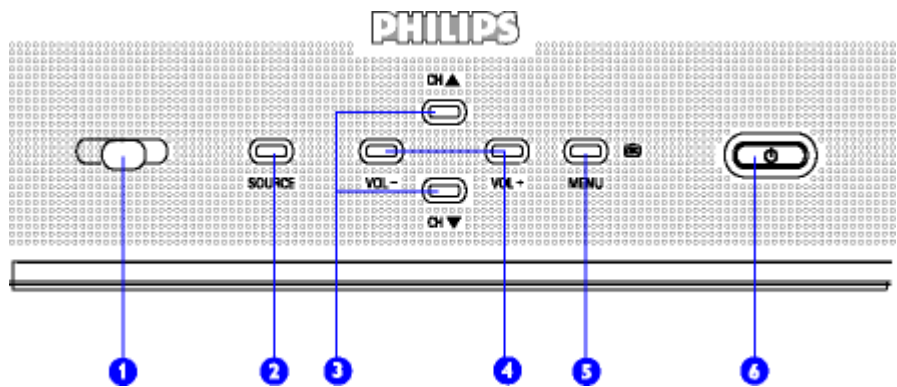 PHILIPS
CH ▲
SOURCE
VOL -
VOL +
MENU
CH ▼
1
2
3
4
5
6